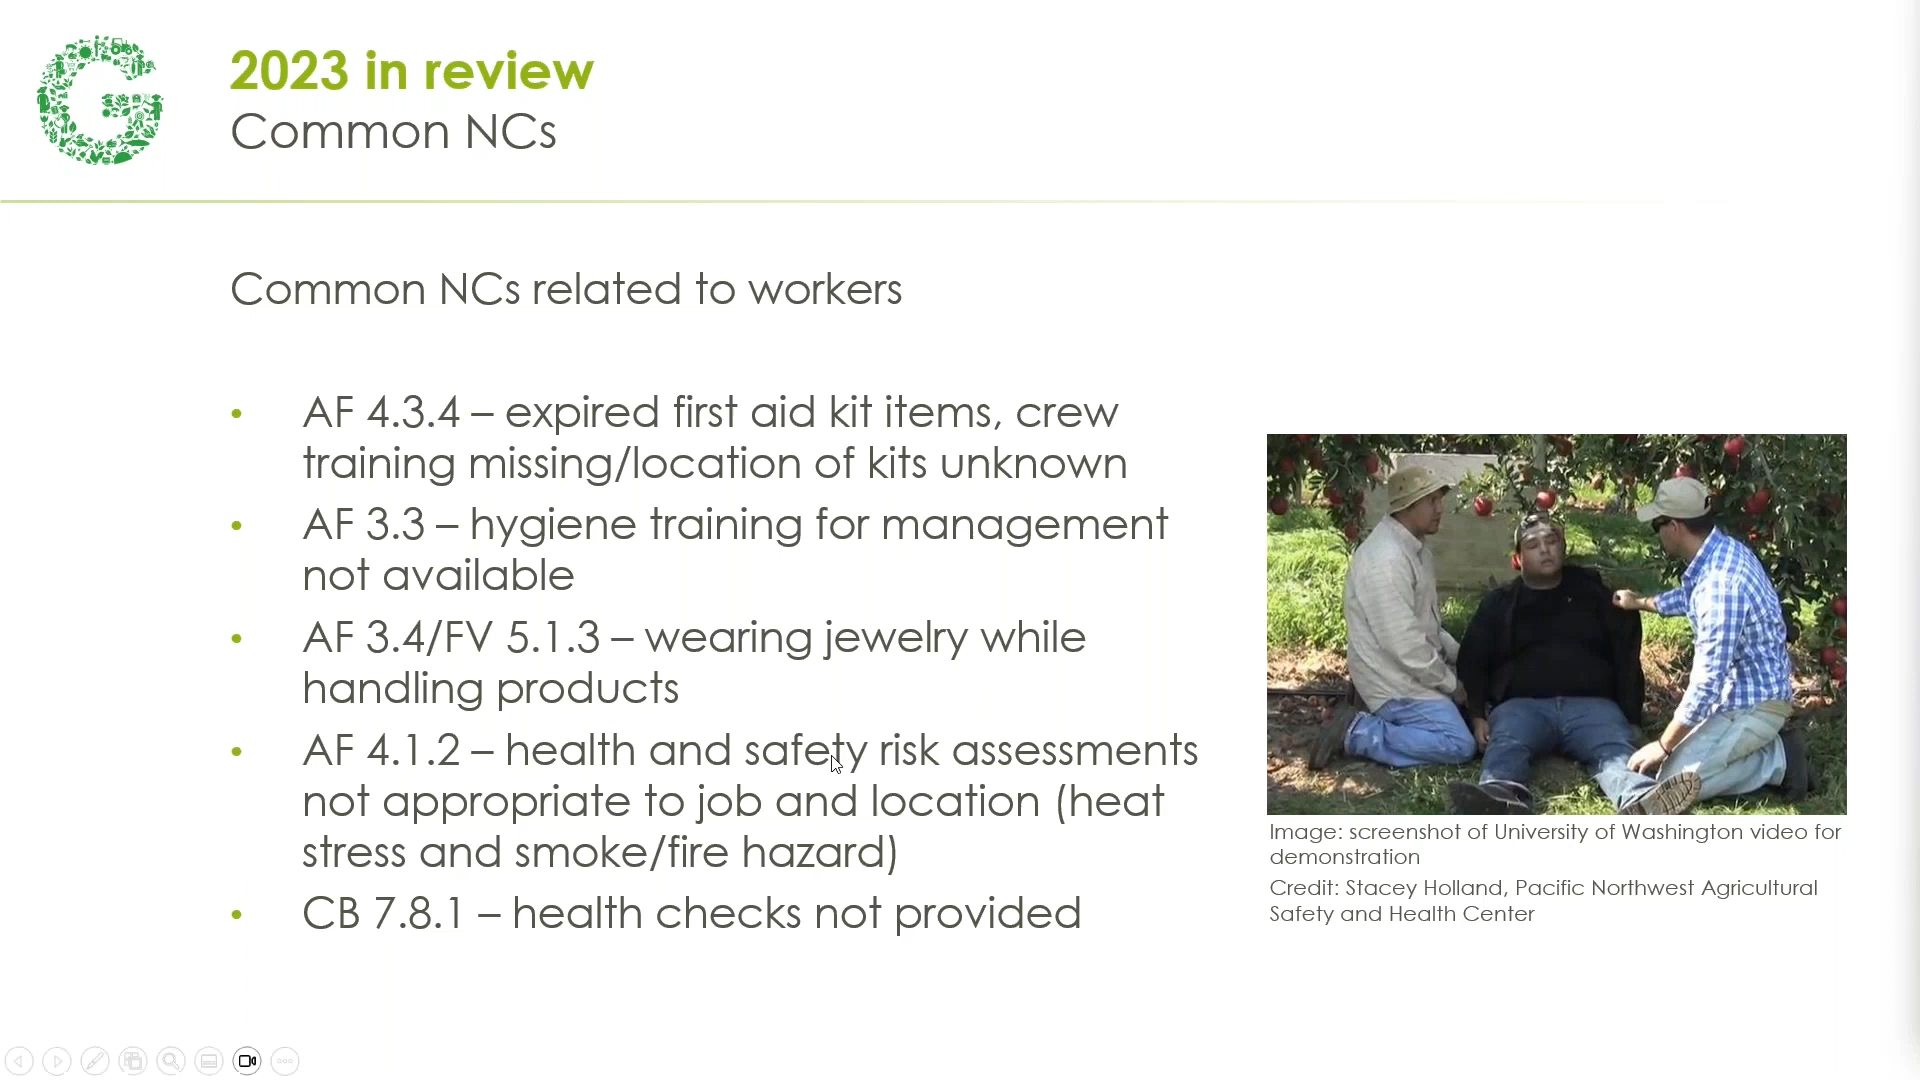 2023 in review
Common NCs
Common NCs related to workers
• AF 4.3.4 – expired first aid kit items, crew
training missing/location of kits unknown
• AF 3.3 – hygiene training for management
not available
• AF 3.4/FV 5.1.3 – wearing jewelry while
handling products
• AF 4.1.2 – health and safety risk assessments
not appropriate to job and location (heat
stress and smoke/fire hazard)
• CB 7.8.1 – health checks not provided
Image: screenshot of University of Washington video for
demonstration
Credit: Stacey Holland, Pacific Northwest Agricultural
Safety and Health Center